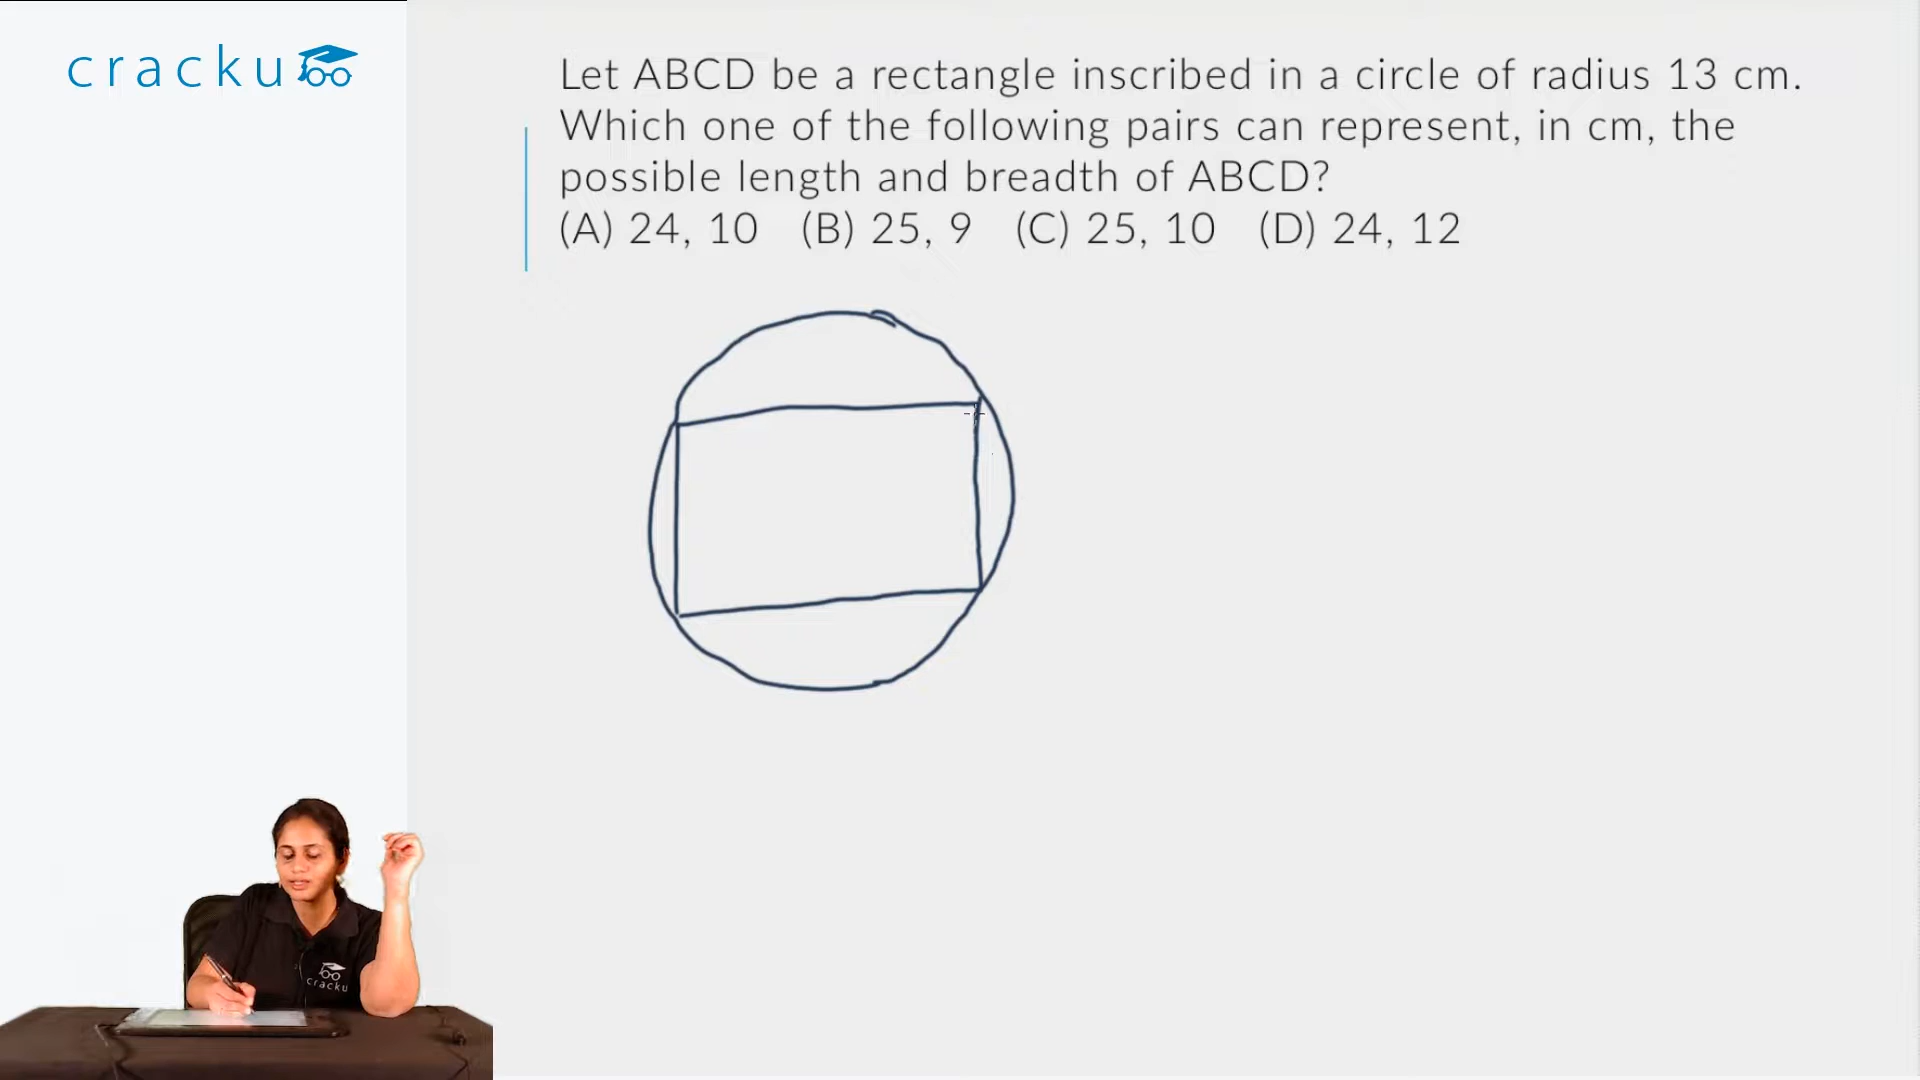 cracku
Let ABCD be a rectangle inscribed in a circle of radius 13 cm.
Which one of the following pairs can represent, in cm, the
possible length and breadth of ABCD?
(A) 24, 10 (B) 25, 9 (C) 25, 10 (D) 24, 12
cracku